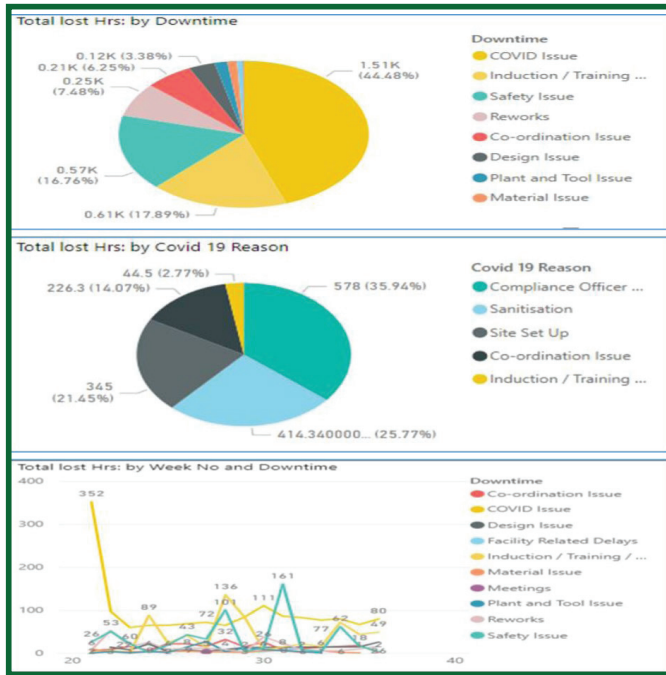 Total lost Hrs: by Downtime
0.12K (3.38%)
0.21K (6.25%)
0.25K
(7.48%)
0.57K
(16.76%)
0.61K (17.89%)
1.51K
(44.48%)
Downtime
COVID Issue
Induction / Training ...
Safety Issue
Reworks
Co-ordination Issue
Design Issue
Plant and Tool Issue
Material Issue
Total lost Hrs: by Covid 19 Reason
44.5 (2.77%)
226.3 (14.07%)
345
(21.45%)
578 (35.94%)
414.340000... (25.77%)
Covid 19 Reason
Compliance Officer ...
Sanitisation
Site Set Up
Co-ordination Issue
Induction / Training ...
Total lost Hrs: by Week No and Downtime
400
300
200
100
0
20
30
40
352
26
53
60
89
43
72
136
101
32
111
26
161
77
62
18
80
49
26
Downtime
Co-ordination Issue
COVID Issue
Design Issue
Facility Related Delays
Induction / Training / ...
Material Issue
Meetings
Plant and Tool Issue
Reworks
Safety Issue